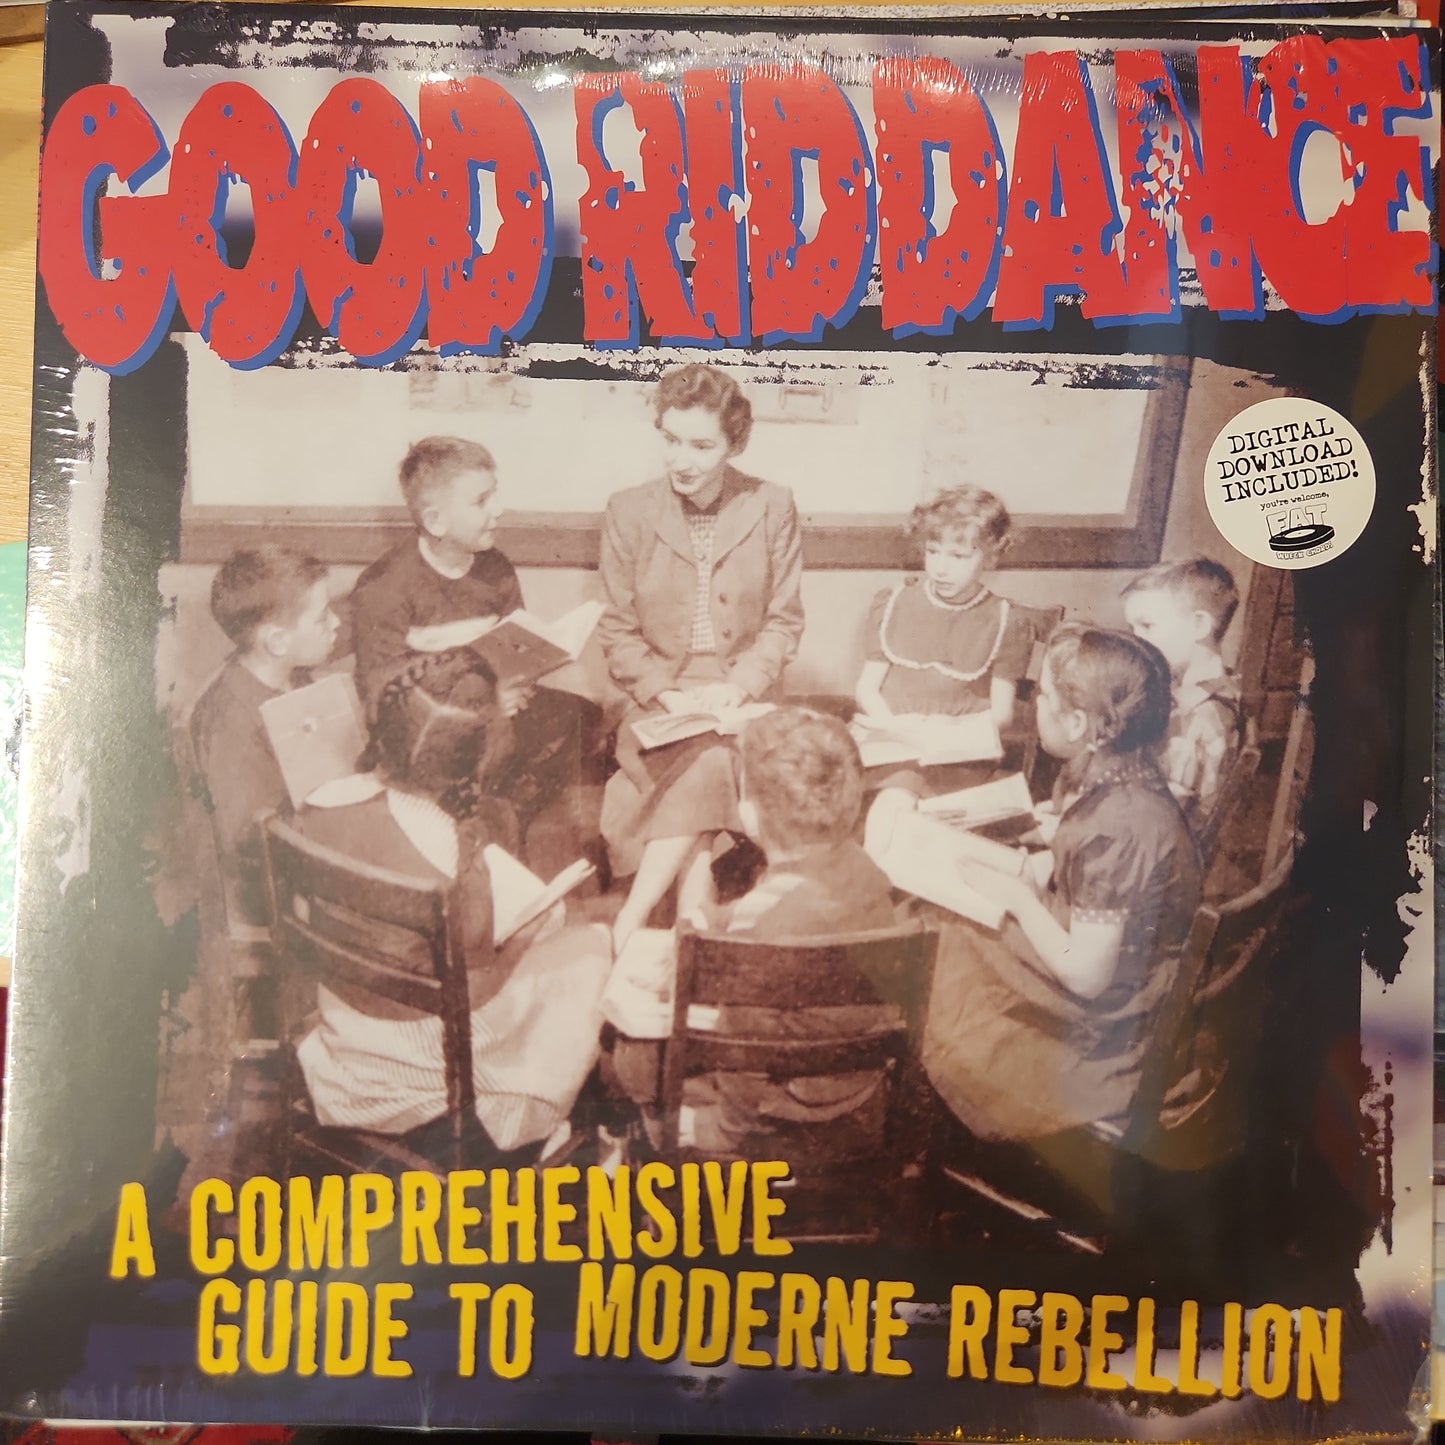 GOOD RIDDANCE
DIGITAL
DOWNLOAD
INCLUDED!
you're welcome,
FAT
WRECK CHORDS
A COMPREHENSIVE
GUIDE TO MODERNE REBELLION